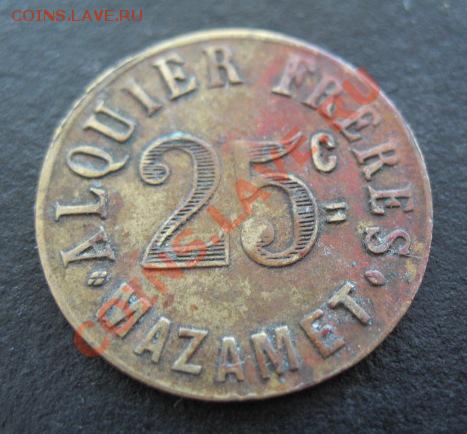 COINS.LAVE.RU
ALQUIER FRERES
25 C
MAZAMET
COINS.LAVE.RU